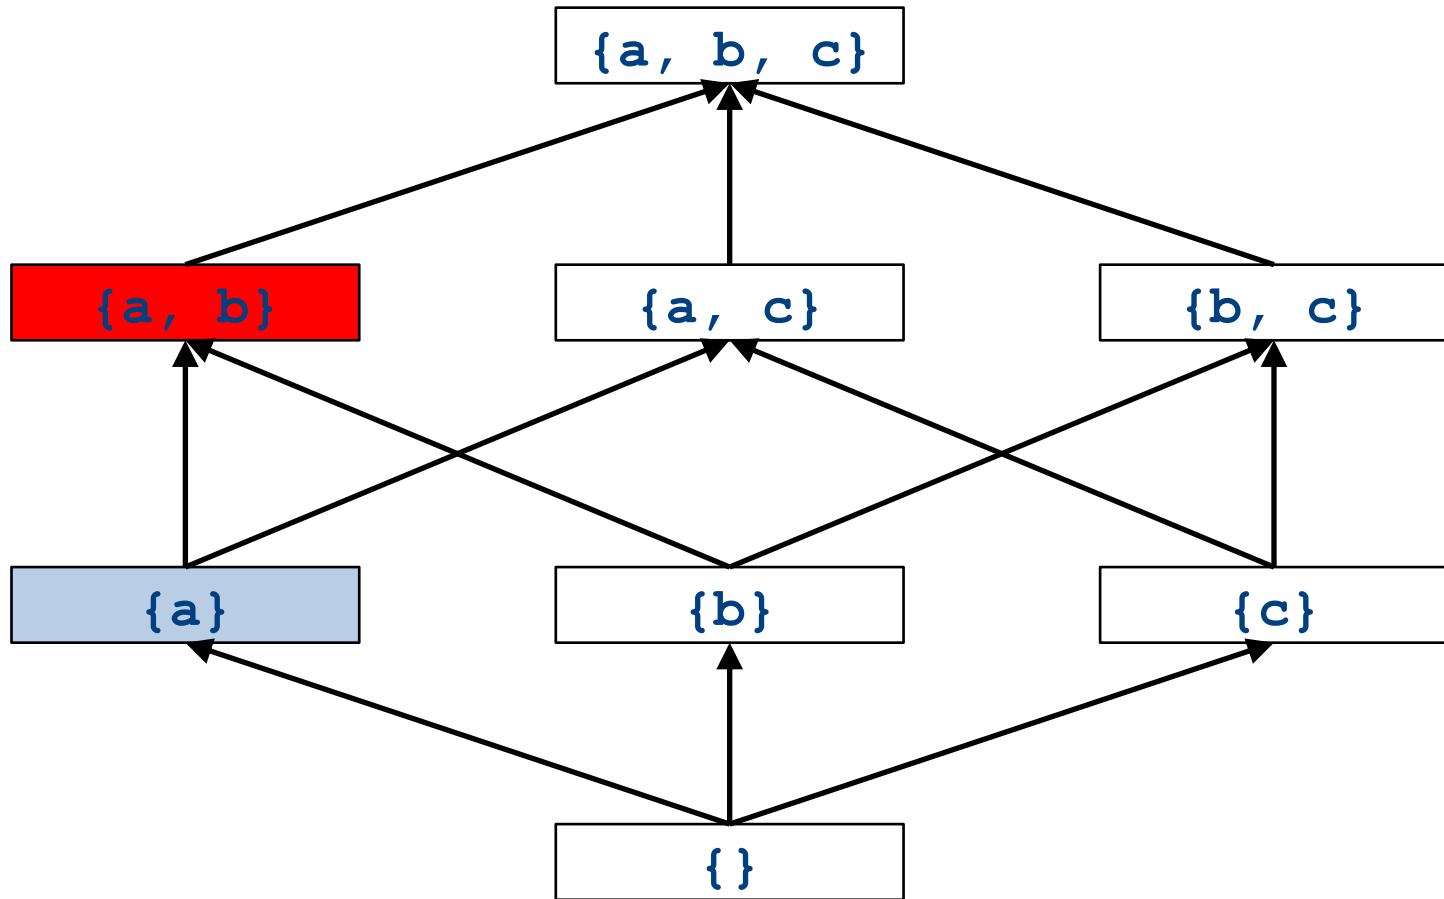 {a, b, c}
{a, b}
{a, c}
{b, c}
{a}
{b}
{c}
{}